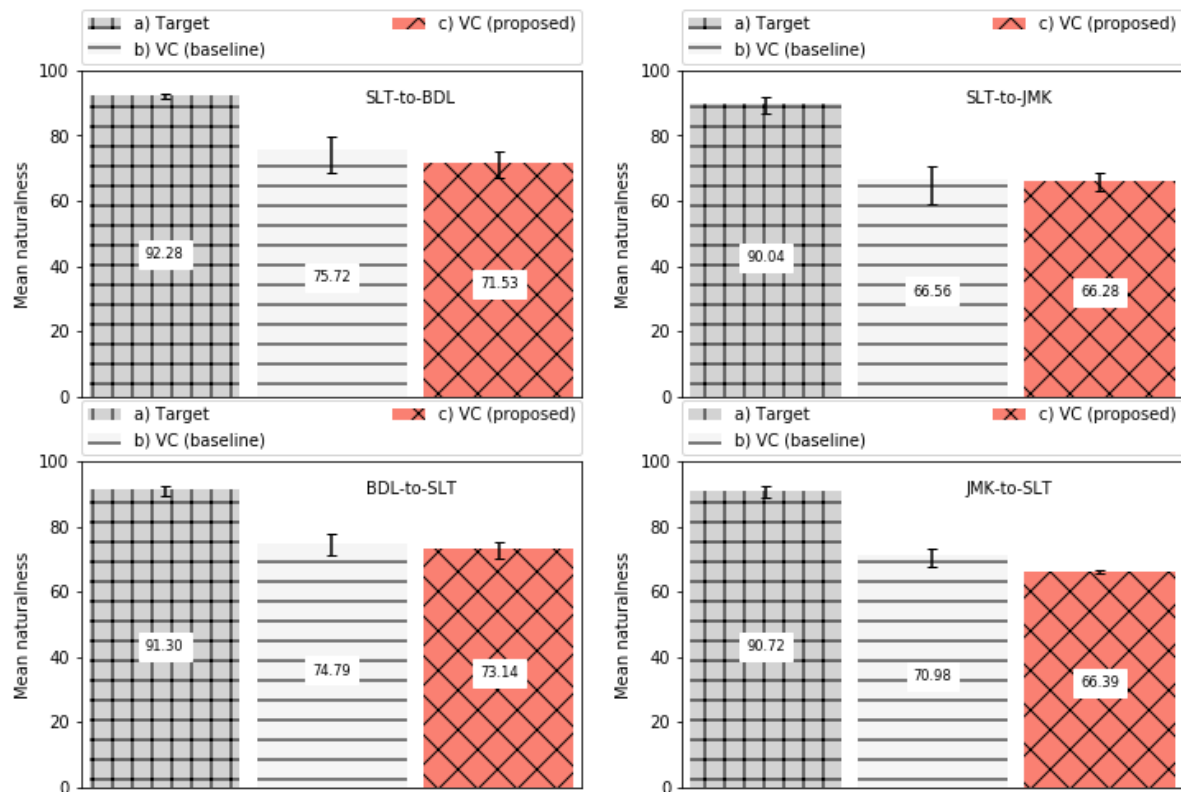 a) Target
c) VC (proposed)
b) VC (baseline)
SLT-to-BDL
Mean naturalness
100
80
60
40
20
0
92.28
75.72
71.53
a) Target
c) VC (proposed)
b) VC (baseline)
SLT-to-JMK
Mean naturalness
100
80
60
40
20
0
90.04
66.56
66.28
a) Target
c) VC (proposed)
b) VC (baseline)
BDL-to-SLT
Mean naturalness
100
80
60
40
20
0
91.30
74.79
73.14
a) Target
c) VC (proposed)
b) VC (baseline)
JMK-to-SLT
Mean naturalness
100
80
60
40
20
0
90.72
70.98
66.39